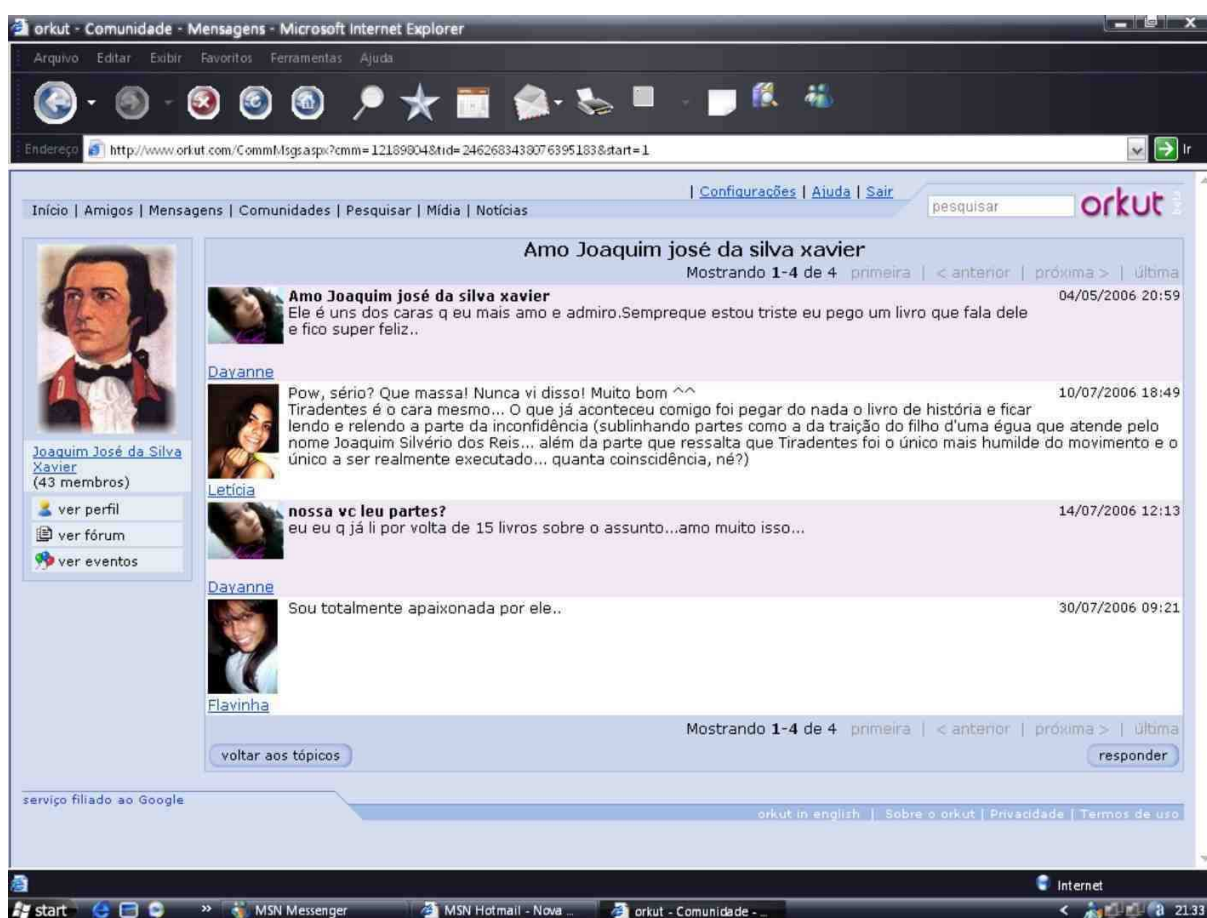 orkut - Comunidade - Mensagens - Microsoft Internet Explorer
Arquivo Editar Exibir Favoritos Ferramentas Ajuda
Endereço http://www.orkut.com/CommMsgs.aspx?cmm=12189804&tid=2462683438076395183&start=1 Ir
| Configurações | Ajuda | Sair
Início | Amigos | Mensagens | Comunidades | Pesquisar | Mídia | Notícias
pesquisar
orkut beta
Joaquim José da Silva
Xavier
(43 membros)
ver perfil
ver fórum
ver eventos
Amo Joaquim josé da silva xavier
Mostrando 1-4 de 4 primeira | < anterior | próxima > | última
Amo Joaquim josé da silva xavier 04/05/2006 20:59
Ele é uns dos caras q eu mais amo e admiro.Sempreque estou triste eu pego um livro que fala dele
e fico super feliz..
Dayanne
Pow, sério? Que massa! Nunca vi disso! Muito bom ^^ 10/07/2006 18:49
Tiradentes é o cara mesmo... O que já aconteceu comigo foi pegar do nada o livro de história e ficar
lendo e relendo a parte da inconfidência (sublinhando partes como a da traição do filho d'uma égua que atende pelo
nome Joaquim Silvério dos Reis... além da parte que ressalta que Tiradentes foi o único mais humilde do movimento e o
único a ser realmente executado... quanta coinscidência, né?)
Letícia
nossa vc leu partes? 14/07/2006 12:13
eu eu q já li por volta de 15 livros sobre o assunto...amo muito isso...
Dayanne
Sou totalmente apaixonada por ele.. 30/07/2006 09:21
Flavinha
Mostrando 1-4 de 4 primeira | < anterior | próxima > | última
voltar aos tópicos responder
serviço filiado ao Google
orkut in english | Sobre o orkut | Privacidade | Termos de uso
Internet
start » MSN Messenger MSN Hotmail - Nova ... orkut - Comunidade - ... 21:33